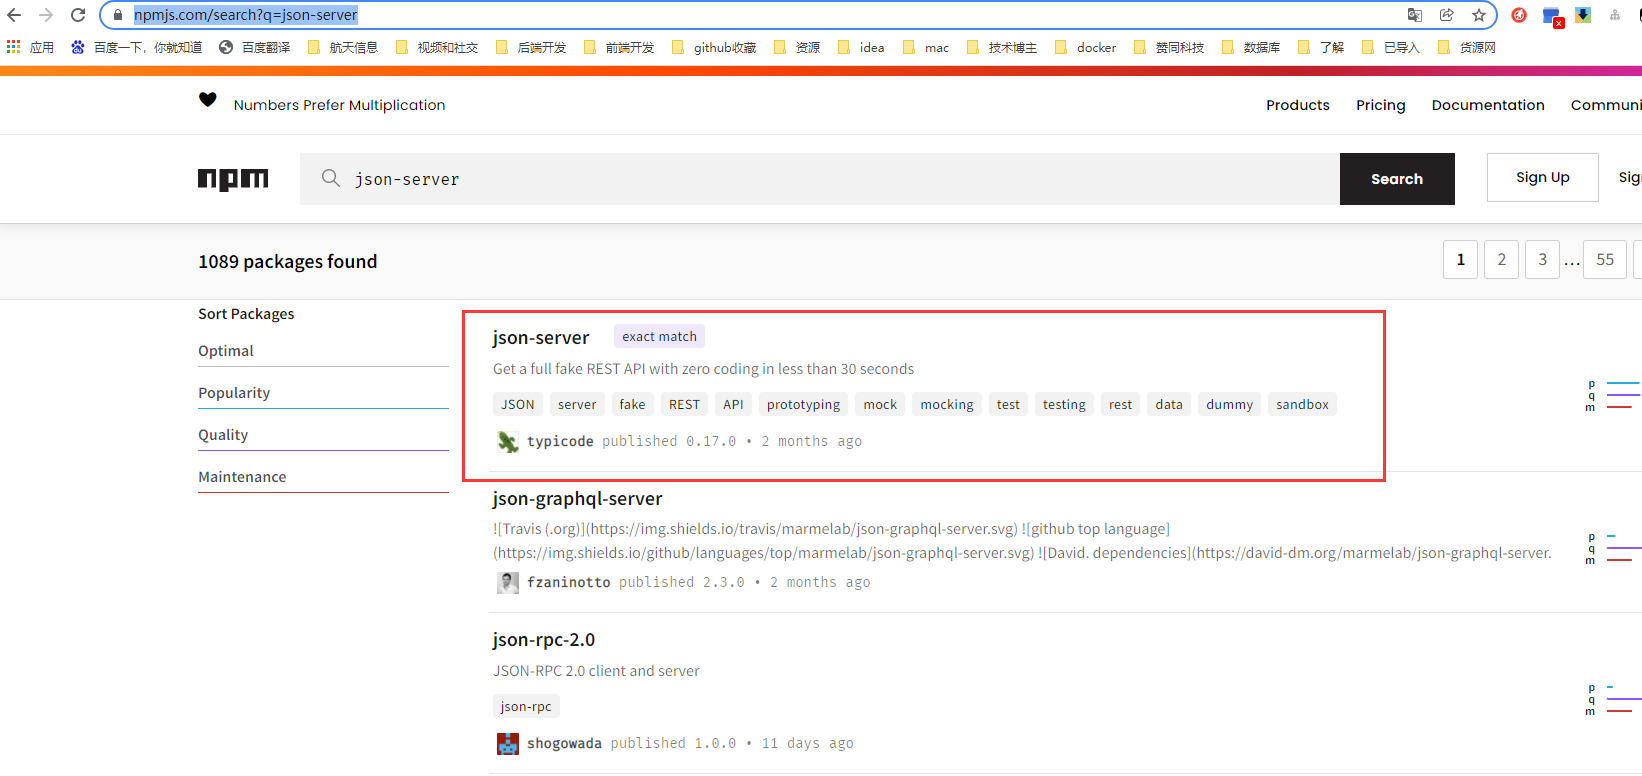 npmjs.com/search?q=json-server
应用 百度一下，你就知道 百度翻译 航天信息 视频和社交 后端开发 前端开发 github收藏 资源 idea mac 技术博主 docker 赞同科技 数据库 了解 已导入 货源网
Numbers Prefer Multiplication Products Pricing Documentation Communi
npm json-server Search Sign Up Sig
1089 packages found 1 2 3 ... 55
Sort Packages
Optimal
Popularity
Quality
Maintenance
json-server exact match
Get a full fake REST API with zero coding in less than 30 seconds
JSON server fake REST API prototyping mock mocking test testing rest data dummy sandbox
typicode published 0.17.0 • 2 months ago
p
q
m
json-graphql-server
![Travis (.org)](https://img.shields.io/travis/marmelab/json-graphql-server.svg) ![github top language]
(https://img.shields.io/github/languages/top/marmelab/json-graphql-server.svg) ![David. dependencies](https://david-dm.org/marmelab/json-graphql-server.
fzaninotto published 2.3.0 • 2 months ago
p
q
m
json-rpc-2.0
JSON-RPC 2.0 client and server
json-rpc
shogowada published 1.0.0 • 11 days ago
p
q
m